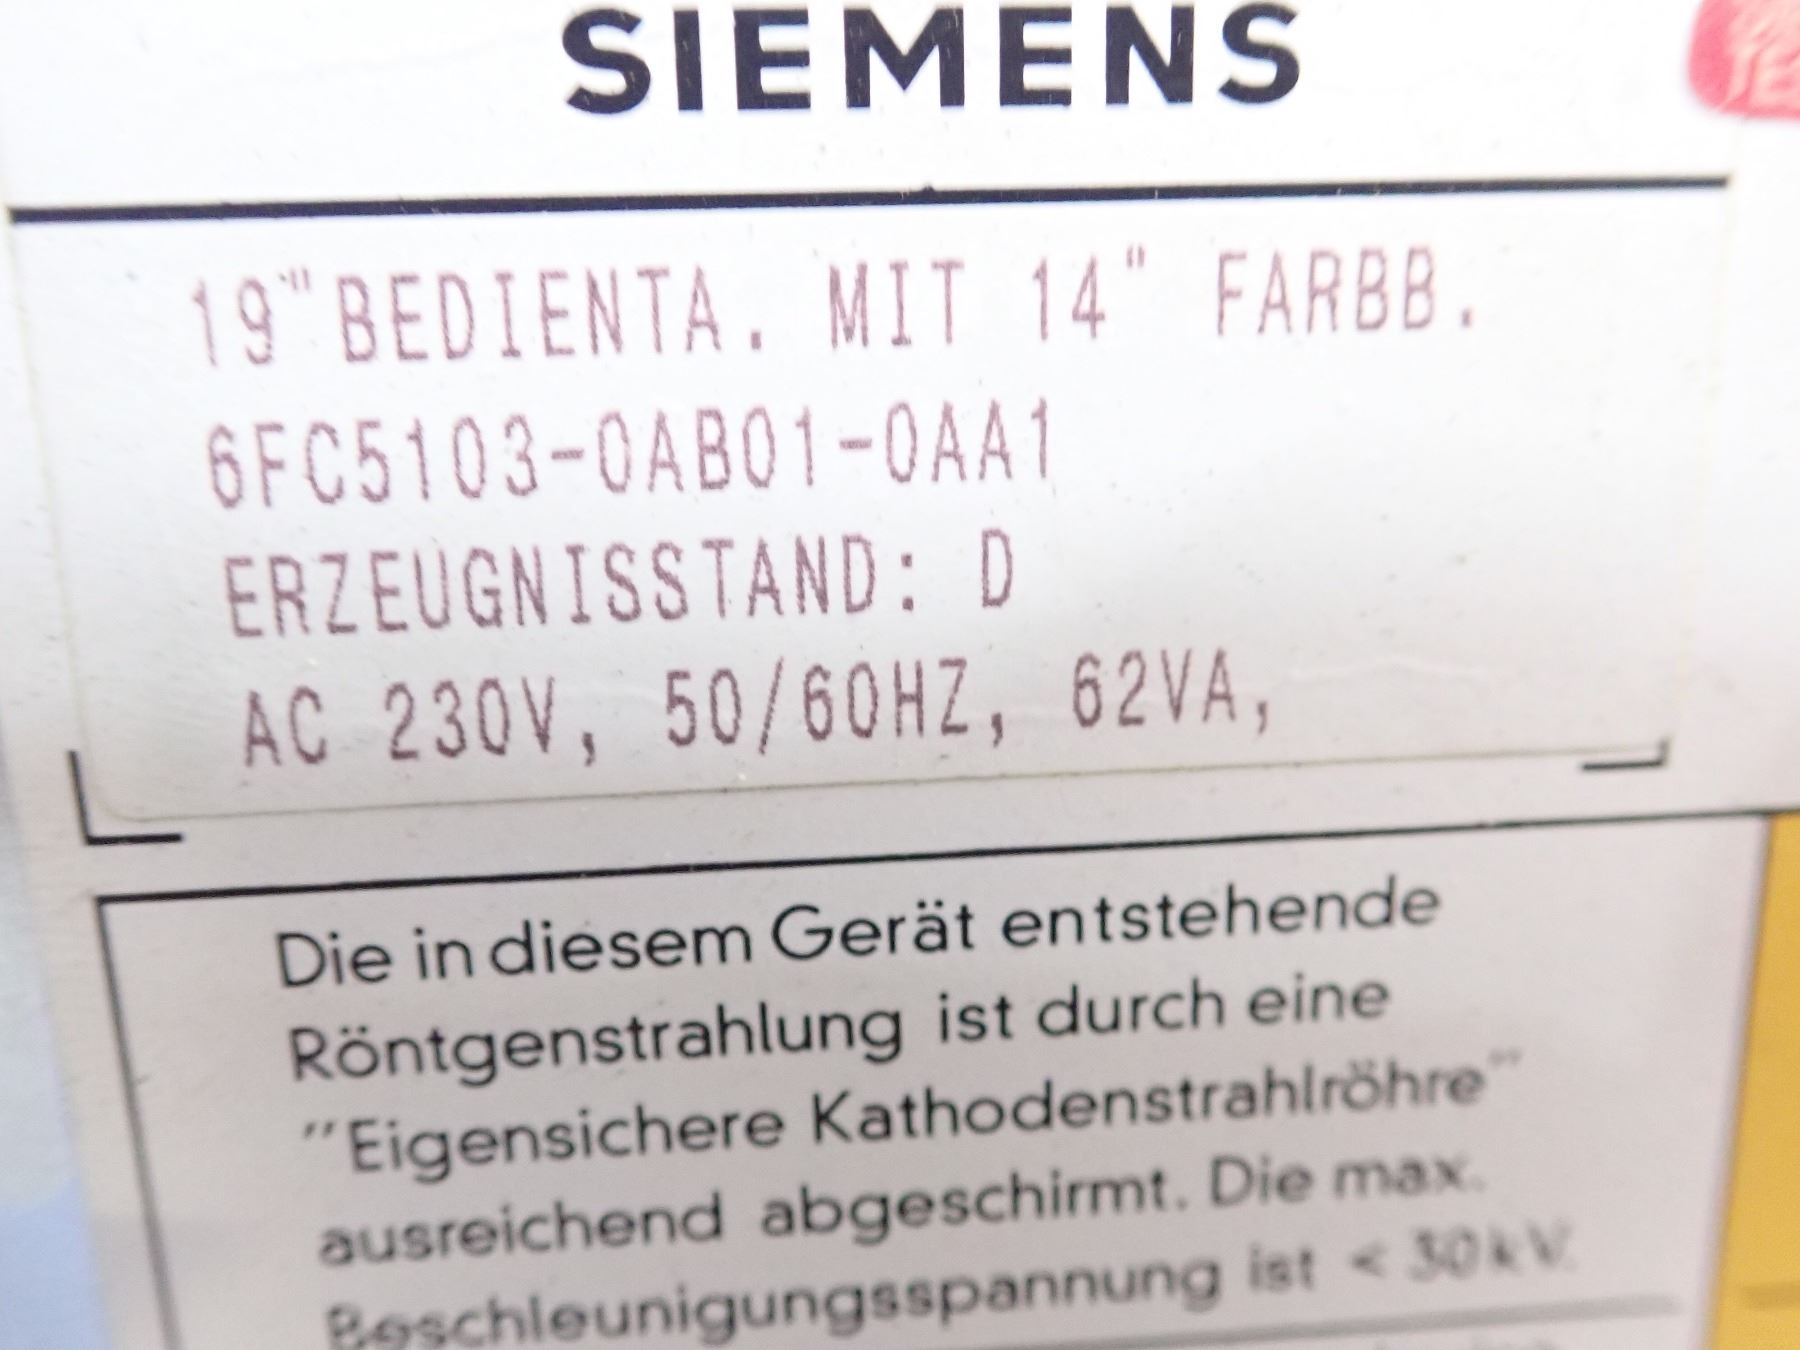 SIEMENS
19"BEDIENTA. MIT 14" FARBB.
6FC5103-0AB01-0AA1
ERZEUGNISSTAND: D
AC 230V, 50/60HZ, 62VA,
Die in diesem Gerät entstehende
Röntgenstrahlung ist durch eine
"Eigensichere Kathodenstrahlröhre"
ausreichend abgeschirmt. Die max.
Beschleunigungsspannung ist < 30kV.